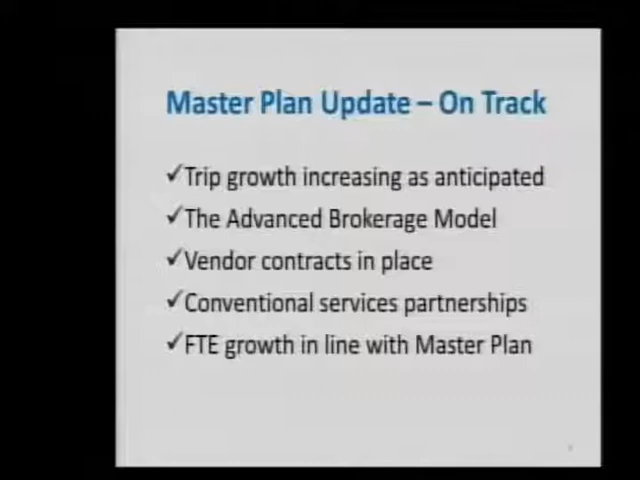 Master Plan Update – On Track
✓Trip growth increasing as anticipated
✓The Advanced Brokerage Model
✓Vendor contracts in place
✓Conventional services partnerships
✓FTE growth in line with Master Plan